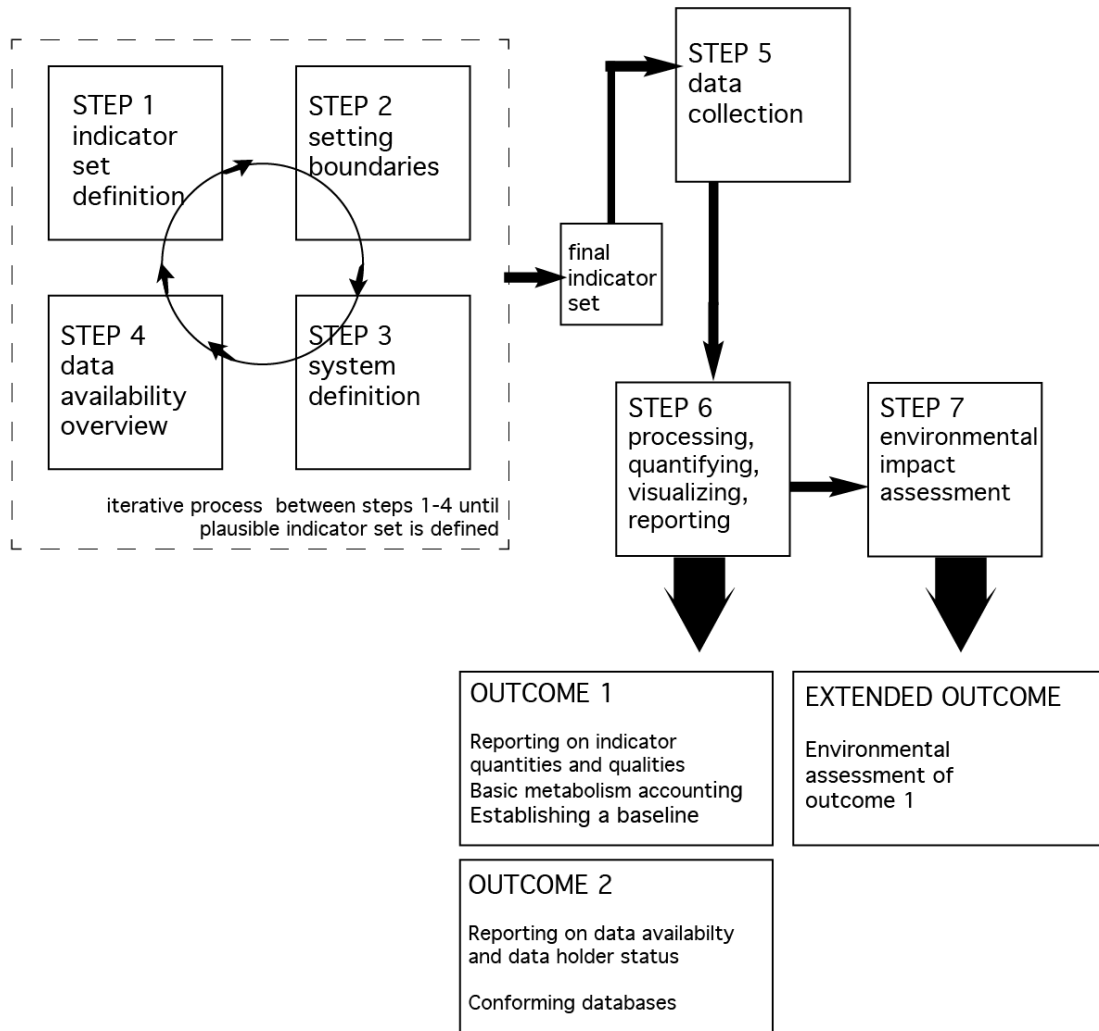 STEP 1
indicator
set
definition
STEP 2
setting
boundaries
STEP 4
data
availability
overview
STEP 3
system
definition
iterative process between steps 1-4 until
plausible indicator set is defined
final
indicator
set
STEP 5
data
collection
STEP 6
processing,
quantifying,
visualizing,
reporting
STEP 7
environmental
impact
assessment
OUTCOME 1
Reporting on indicator
quantities and qualities
Basic metabolism accounting
Establishing a baseline
EXTENDED OUTCOME
Environmental
assessment of
outcome 1
OUTCOME 2
Reporting on data availabilty
and data holder status
Conforming databases